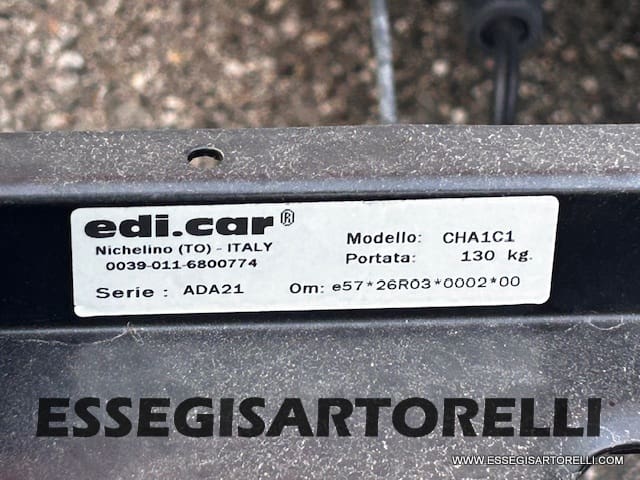 edi.car®
Nichelino (TO) - ITALY
0039-011-6800774
Modello: CHA1C1
Portata: 130 kg.
Serie : ADA21 Om: e57*26R03*0002*00
ESSEGISARTORELLI
WWW.ESSEGISARTORELLI.COM